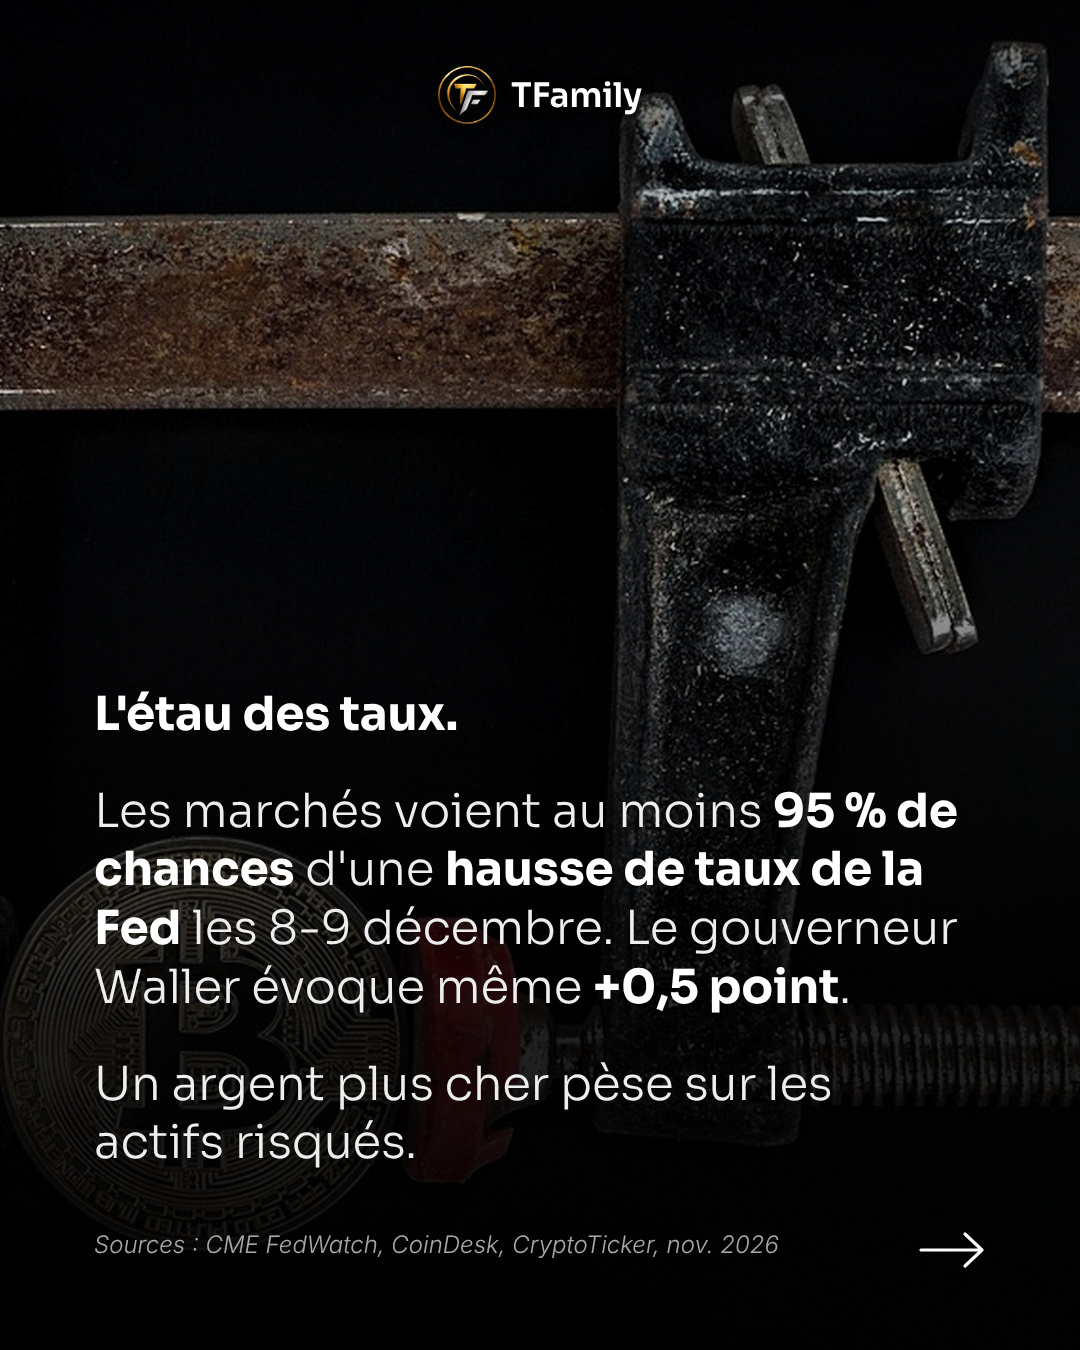 TFamily
L'étau des taux.
Les marchés voient au moins 95 % de
chances d'une hausse de taux de la
Fed les 8-9 décembre. Le gouverneur
Waller évoque même +0,5 point.
Un argent plus cher pèse sur les
actifs risqués.
Sources : CME FedWatch, CoinDesk, CryptoTicker, nov. 2026